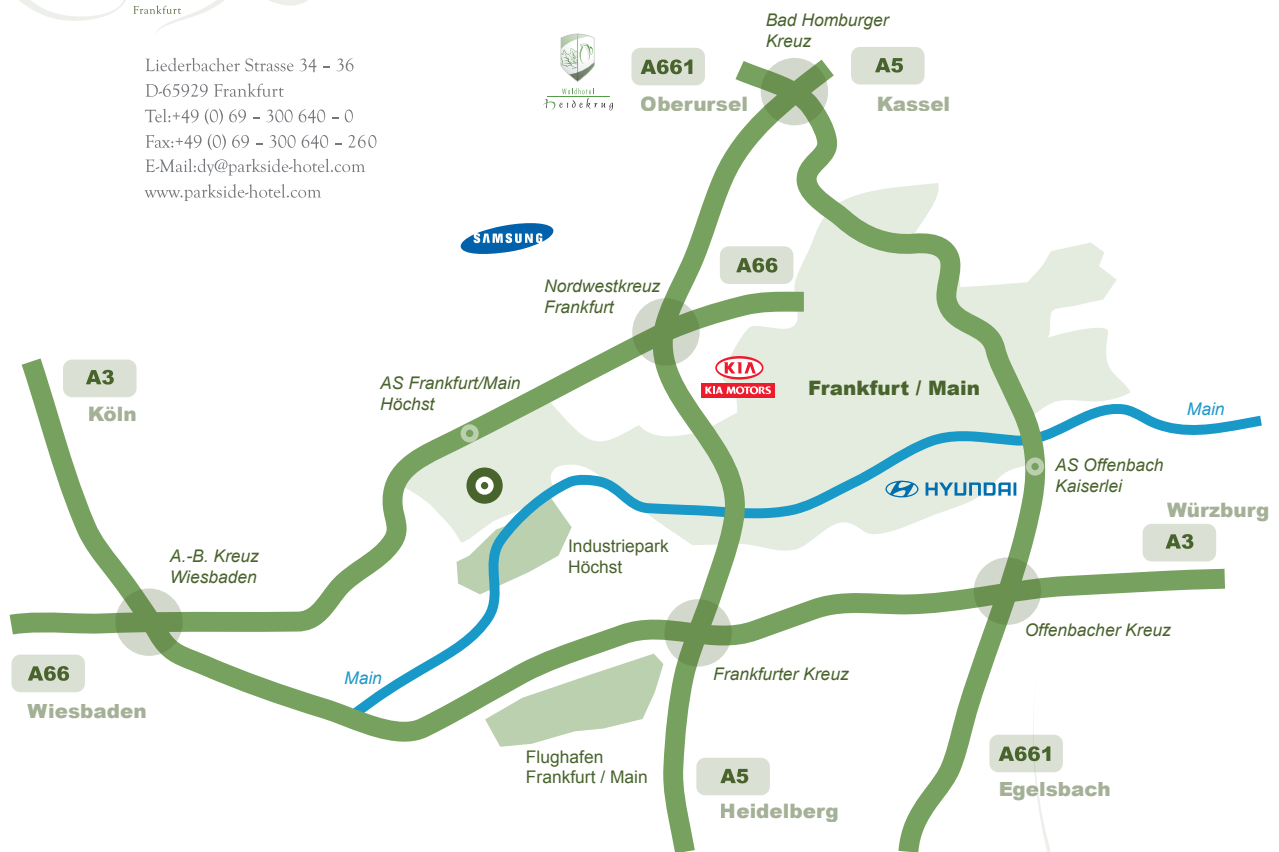 Frankfurt
Liederbacher Strasse 34 – 36
D-65929 Frankfurt
Tel:+49 (0) 69 – 300 640 – 0
Fax:+49 (0) 69 – 300 640 – 260
E-Mail:dy@parkside-hotel.com
www.parkside-hotel.com
Waldhotel
Heidekrug
A661
Oberursel
Bad Homburger
Kreuz
A5
Kassel
SAMSUNG
Nordwestkreuz
Frankfurt
A66
A3
Köln
AS Frankfurt/Main
Höchst
KIA
KIA MOTORS
Frankfurt / Main
Main
AS Offenbach
Kaiserlei
HYUNDAI
Würzburg
A3
A.-B. Kreuz
Wiesbaden
Industriepark
Höchst
Offenbacher Kreuz
A66
Wiesbaden
Main
Frankfurter Kreuz
Flughafen
Frankfurt / Main
A5
Heidelberg
A661
Egelsbach